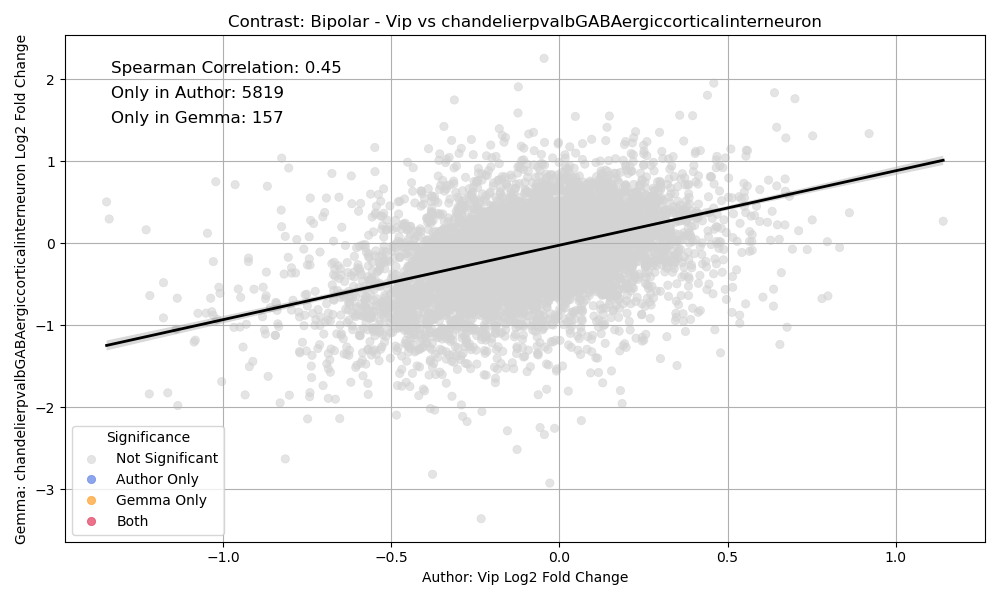 Contrast: Bipolar - Vip vs chandelierpvalbGABAergiccorticalinterneuron
Gemma: chandelierpvalbGABAergiccorticalinterneuron Log2 Fold Change
Spearman Correlation: 0.45
Only in Author: 5819
Only in Gemma: 157
2
1
0
−1
−2
−3
Significance
Not Significant
Author Only
Gemma Only
Both
−1.0
−0.5
0.0
0.5
1.0
Author: Vip Log2 Fold Change